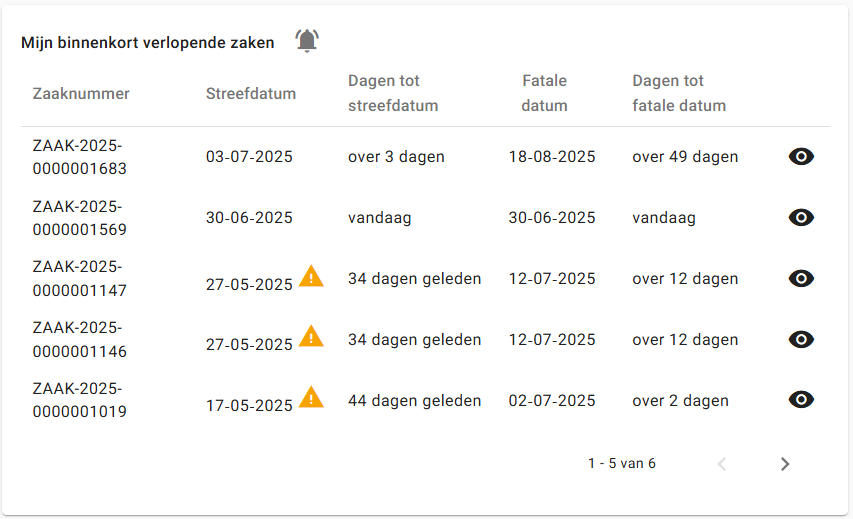 Mijn binnenkort verlopende zaken
Zaaknummer Streefdatum Dagen tot streefdatum Fatale datum Dagen tot fatale datum
ZAAK-2025-0000001683 03-07-2025 over 3 dagen 18-08-2025 over 49 dagen
ZAAK-2025-0000001569 30-06-2025 vandaag 30-06-2025 vandaag
ZAAK-2025-0000001147 27-05-2025 34 dagen geleden 12-07-2025 over 12 dagen
ZAAK-2025-0000001146 27-05-2025 34 dagen geleden 12-07-2025 over 12 dagen
ZAAK-2025-0000001019 17-05-2025 44 dagen geleden 02-07-2025 over 2 dagen
1 - 5 van 6